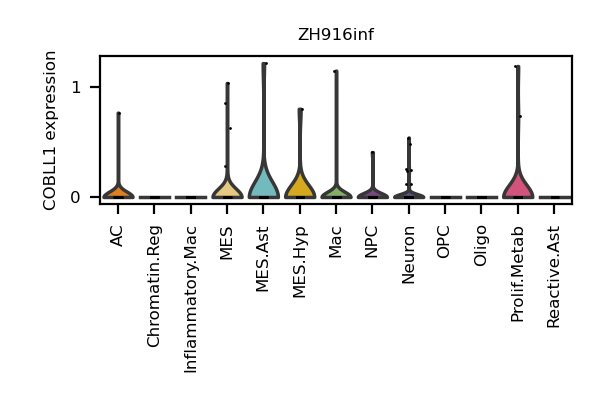 ZH916inf
COBLL1 expression
1
0
AC
Chromatin.Reg
Inflammatory.Mac
MES
MES.Ast
MES.Hyp
Mac
NPC
Neuron
OPC
Oligo
Prolif.Metab
Reactive.Ast